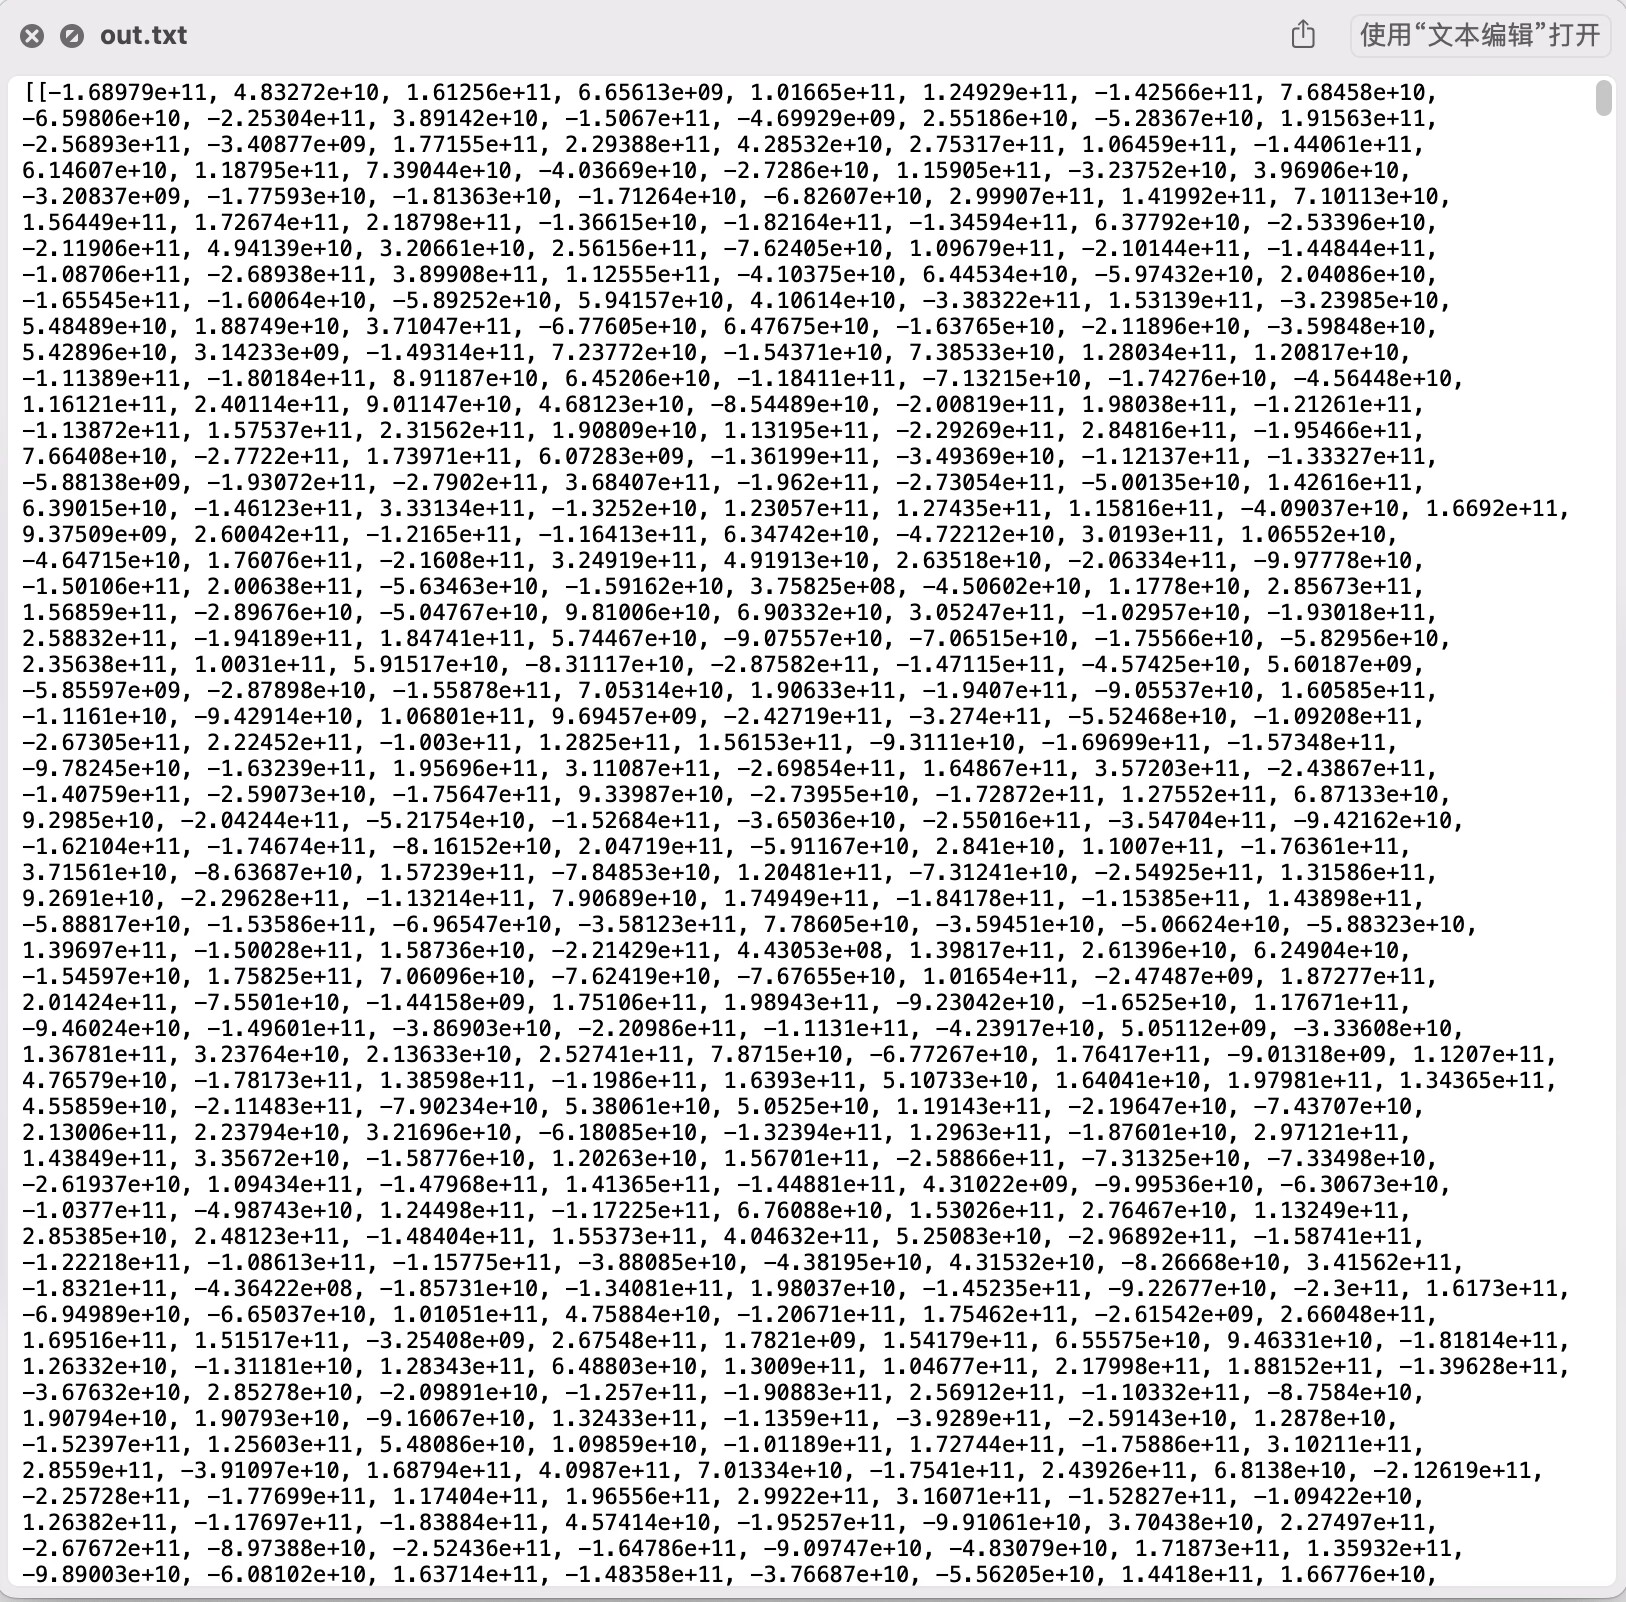 out.txt
使用“文本编辑”打开
[[-1.68979e+11, 4.83272e+10, 1.61256e+11, 6.65613e+09, 1.01665e+11, 1.24929e+11, -1.42566e+11, 7.68458e+10,
-6.59806e+10, -2.25304e+11, 3.89142e+10, -1.5067e+11, -4.69929e+09, 2.55186e+10, -5.28367e+10, 1.91563e+11,
-2.56893e+11, -3.40877e+09, 1.77155e+11, 2.29388e+11, 4.28532e+10, 2.75317e+11, 1.06459e+11, -1.44061e+11,
6.14607e+10, 1.18795e+11, 7.39044e+10, -4.03669e+10, -2.7286e+10, 1.15905e+11, -3.23752e+10, 3.96906e+10,
-3.20837e+09, -1.77593e+10, -1.81363e+10, -1.71264e+10, -6.82607e+10, 2.99907e+11, 1.41992e+11, 7.10113e+10,
1.56449e+11, 1.72674e+11, 2.18798e+11, -1.36615e+10, -1.82164e+11, -1.34594e+11, 6.37792e+10, -2.53396e+10,
-2.11906e+11, 4.94139e+10, 3.20661e+10, 2.56156e+11, -7.62405e+10, 1.09679e+11, -2.10144e+11, -1.44844e+11,
-1.08706e+11, -2.68938e+11, 3.89908e+11, 1.12555e+11, -4.10375e+10, 6.44534e+10, -5.97432e+10, 2.04086e+10,
-1.65545e+11, -1.60064e+10, -5.89252e+10, 5.94157e+10, 4.10614e+10, -3.38322e+11, 1.53139e+11, -3.23985e+10,
5.48489e+10, 1.88749e+10, 3.71047e+11, -6.77605e+10, 6.47675e+10, -1.63765e+10, -2.11896e+10, -3.59848e+10,
5.42896e+10, 3.14233e+09, -1.49314e+11, 7.23772e+10, -1.54371e+10, 7.38533e+10, 1.28034e+11, 1.20817e+10,
-1.11389e+11, -1.80184e+11, 8.91187e+10, 6.45206e+10, -1.18411e+11, -7.13215e+10, -1.74276e+10, -4.56448e+10,
1.16121e+11, 2.40114e+11, 9.01147e+10, 4.68123e+10, -8.54489e+10, -2.00819e+11, 1.98038e+11, -1.21261e+11,
-1.13872e+11, 1.57537e+11, 2.31562e+11, 1.90809e+10, 1.13195e+11, -2.29269e+11, 2.84816e+11, -1.95466e+11,
7.66408e+10, -2.7722e+11, 1.73971e+11, 6.07283e+09, -1.36199e+11, -3.49369e+10, -1.12137e+11, -1.33327e+11,
-5.88138e+09, -1.93072e+11, -2.7902e+11, 3.68407e+11, -1.962e+11, -2.73054e+11, -5.00135e+10, 1.42616e+11,
6.39015e+10, -1.46123e+11, 3.33134e+11, -1.3252e+10, 1.23057e+11, 1.27435e+11, 1.15816e+11, -4.09037e+10, 1.6692e+11,
9.37509e+09, 2.60042e+11, -1.2165e+11, -1.16413e+11, 6.34742e+10, -4.72212e+10, 3.0193e+11, 1.06552e+10,
-4.64715e+10, 1.76076e+11, -2.1608e+11, 3.24919e+11, 4.91913e+10, 2.63518e+10, -2.06334e+11, -9.97778e+10,
-1.50106e+11, 2.00638e+11, -5.63463e+10, -1.59162e+10, 3.75825e+08, -4.50602e+10, 1.1778e+10, 2.85673e+11,
1.56859e+11, -2.89676e+10, -5.04767e+10, 9.81006e+10, 6.90332e+10, 3.05247e+11, -1.02957e+10, -1.93018e+11,
2.58832e+11, -1.94189e+11, 1.84741e+11, 5.74467e+10, -9.07557e+10, -7.06515e+10, -1.75566e+10, -5.82956e+10,
2.35638e+11, 1.0031e+11, 5.91517e+10, -8.31117e+10, -2.87582e+11, -1.47115e+11, -4.57425e+10, 5.60187e+09,
-5.85597e+09, -2.87898e+10, -1.55878e+11, 7.05314e+10, 1.90633e+11, -1.9407e+11, -9.05537e+10, 1.60585e+11,
-1.1161e+10, -9.42914e+10, 1.06801e+11, 9.69457e+09, -2.42719e+11, -3.274e+11, -5.52468e+10, -1.09208e+11,
-2.67305e+11, 2.22452e+11, -1.003e+11, 1.2825e+11, 1.56153e+11, -9.3111e+10, -1.69699e+11, -1.57348e+11,
-9.78245e+10, -1.63239e+11, 1.95696e+11, 3.11087e+11, -2.69854e+11, 1.64867e+11, 3.57203e+11, -2.43867e+11,
-1.40759e+11, -2.59073e+10, -1.75647e+11, 9.33987e+10, -2.73955e+10, -1.72872e+11, 1.27552e+11, 6.87133e+10,
9.2985e+10, -2.04244e+11, -5.21754e+10, -1.52684e+11, -3.65036e+10, -2.55016e+11, -3.54704e+11, -9.42162e+10,
-1.62104e+11, -1.74674e+11, -8.16152e+10, 2.04719e+11, -5.91167e+10, 2.841e+10, 1.1007e+11, -1.76361e+11,
3.71561e+10, -8.63687e+10, 1.57239e+11, -7.84853e+10, 1.20481e+11, -7.31241e+10, -2.54925e+11, 1.31586e+11,
9.2691e+10, -2.29628e+11, -1.13214e+11, 7.90689e+10, 1.74949e+11, -1.84178e+11, -1.15385e+11, 1.43898e+11,
-5.88817e+10, -1.53586e+11, -6.96547e+10, -3.58123e+11, 7.78605e+10, -3.59451e+10, -5.06624e+10, -5.88323e+10,
1.39697e+11, -1.50028e+11, 1.58736e+10, -2.21429e+11, 4.43053e+08, 1.39817e+11, 2.61396e+10, 6.24904e+10,
-1.54597e+10, 1.75825e+11, 7.06096e+10, -7.62419e+10, -7.67655e+10, 1.01654e+11, -2.47487e+09, 1.87277e+11,
2.01424e+11, -7.5501e+10, -1.44158e+09, 1.75106e+11, 1.98943e+11, -9.23042e+10, -1.6525e+10, 1.17671e+11,
-9.46024e+10, -1.49601e+11, -3.86903e+10, -2.20986e+11, -1.1131e+11, -4.23917e+10, 5.05112e+09, -3.33608e+10,
1.36781e+11, 3.23764e+10, 2.13633e+10, 2.52741e+11, 7.8715e+10, -6.77267e+10, 1.76417e+11, -9.01318e+09, 1.1207e+11,
4.76579e+10, -1.78173e+11, 1.38598e+11, -1.1986e+11, 1.6393e+11, 5.10733e+10, 1.64041e+10, 1.97981e+11, 1.34365e+11,
4.55859e+10, -2.11483e+11, -7.90234e+10, 5.38061e+10, 5.0525e+10, 1.19143e+11, -2.19647e+10, -7.43707e+10,
2.13006e+11, 2.23794e+10, 3.21696e+10, -6.18085e+10, -1.32394e+11, 1.2963e+11, -1.87601e+10, 2.97121e+11,
1.43849e+11, 3.35672e+10, -1.58776e+10, 1.20263e+10, 1.56701e+11, -2.58866e+11, -7.31325e+10, -7.33498e+10,
-2.61937e+10, 1.09434e+11, -1.47968e+11, 1.41365e+11, -1.44881e+11, 4.31022e+09, -9.99536e+10, -6.30673e+10,
-1.0377e+11, -4.98743e+10, 1.24498e+11, -1.17225e+11, 6.76088e+10, 1.53026e+11, 2.76467e+10, 1.13249e+11,
2.85385e+10, 2.48123e+11, -1.48404e+11, 1.55373e+11, 4.04632e+11, 5.25083e+10, -2.96892e+11, -1.58741e+11,
-1.22218e+11, -1.08613e+11, -1.15775e+11, -3.88085e+10, -4.38195e+10, 4.31532e+10, -8.26668e+10, 3.41562e+11,
-1.8321e+11, -4.36422e+08, -1.85731e+10, -1.34081e+11, 1.98037e+10, -1.45235e+11, -9.22677e+10, -2.3e+11, 1.6173e+11,
-6.94989e+10, -6.65037e+10, 1.01051e+11, 4.75884e+10, -1.20671e+11, 1.75462e+11, -2.61542e+09, 2.66048e+11,
1.69516e+11, 1.51517e+11, -3.25408e+09, 2.67548e+11, 1.7821e+09, 1.54179e+11, 6.55575e+10, 9.46331e+10, -1.81814e+11,
1.26332e+10, -1.31181e+10, 1.28343e+11, 6.48803e+10, 1.3009e+11, 1.04677e+11, 2.17998e+11, 1.88152e+11, -1.39628e+11,
-3.67632e+10, 2.85278e+10, -2.09891e+10, -1.257e+11, -1.90883e+11, 2.56912e+11, -1.10332e+11, -8.7584e+10,
1.90794e+10, 1.90793e+10, -9.16067e+10, 1.32433e+11, -1.1359e+11, -3.9289e+11, -2.59143e+10, 1.2878e+10,
-1.52397e+11, 1.25603e+11, 5.48086e+10, 1.09859e+10, -1.01189e+11, 1.72744e+11, -1.75886e+11, 3.10211e+11,
2.8559e+11, -3.91097e+10, 1.68794e+11, 4.0987e+11, 7.01334e+10, -1.7541e+11, 2.43926e+11, 6.8138e+10, -2.12619e+11,
-2.25728e+11, -1.77699e+11, 1.17404e+11, 1.96556e+11, 2.9922e+11, 3.16071e+11, -1.52827e+11, -1.09422e+10,
1.26382e+11, -1.17697e+11, -1.83884e+11, 4.57414e+10, -1.95257e+11, -9.91061e+10, 3.70438e+10, 2.27497e+11,
-2.67672e+11, -8.97388e+10, -2.52436e+11, -1.64786e+11, -9.09747e+10, -4.83079e+10, 1.71873e+11, 1.35932e+11,
-9.89003e+10, -6.08102e+10, 1.63714e+11, -1.48358e+11, -3.76687e+10, -5.56205e+10, 1.4418e+11, 1.66776e+10,